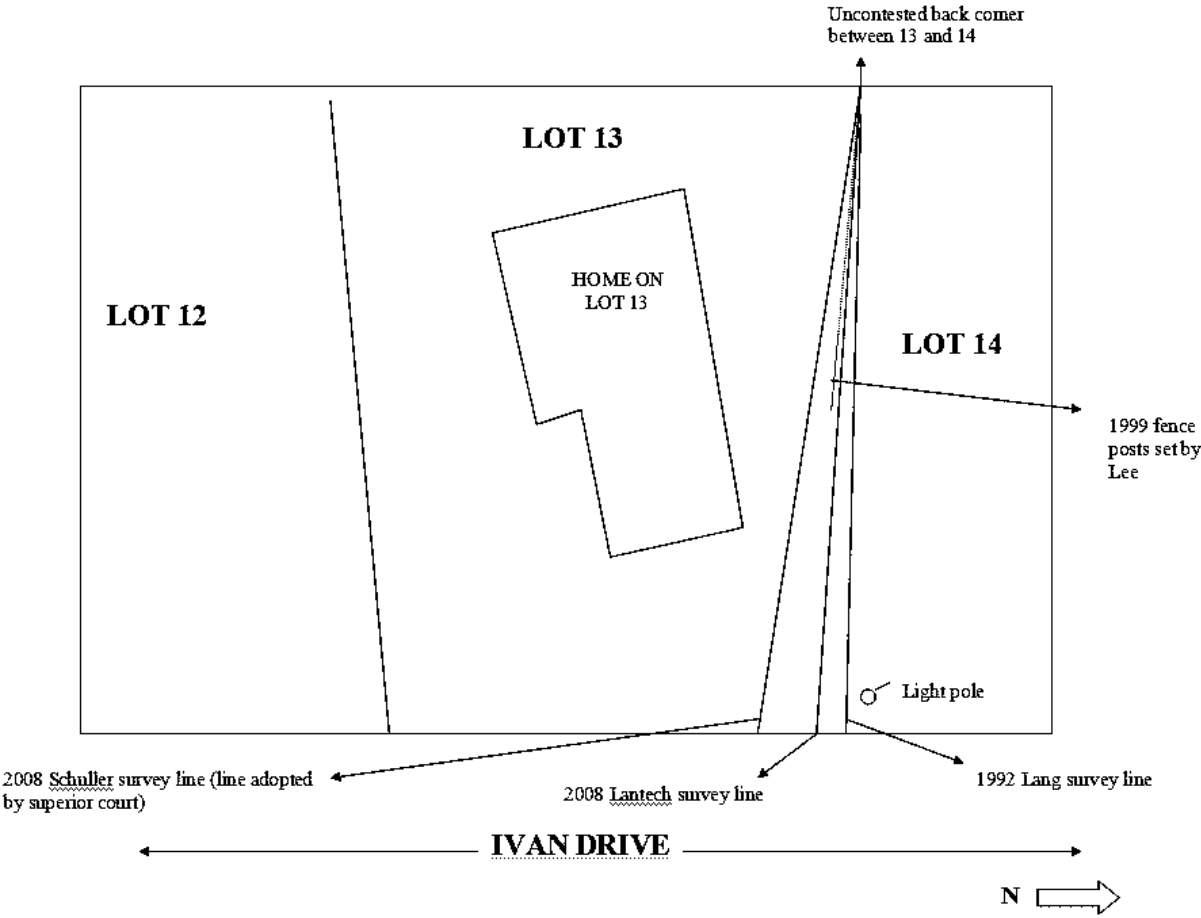 Uncontested back corner
between 13 and 14
LOT 13
HOME ON
LOT 13
LOT 12
LOT 14
1999 fence
posts set by
Lee
Light pole
2008 Schuller survey line (line adopted
by superior court)
2008 Lantech survey line
1992 Lang survey line
IVAN DRIVE
N